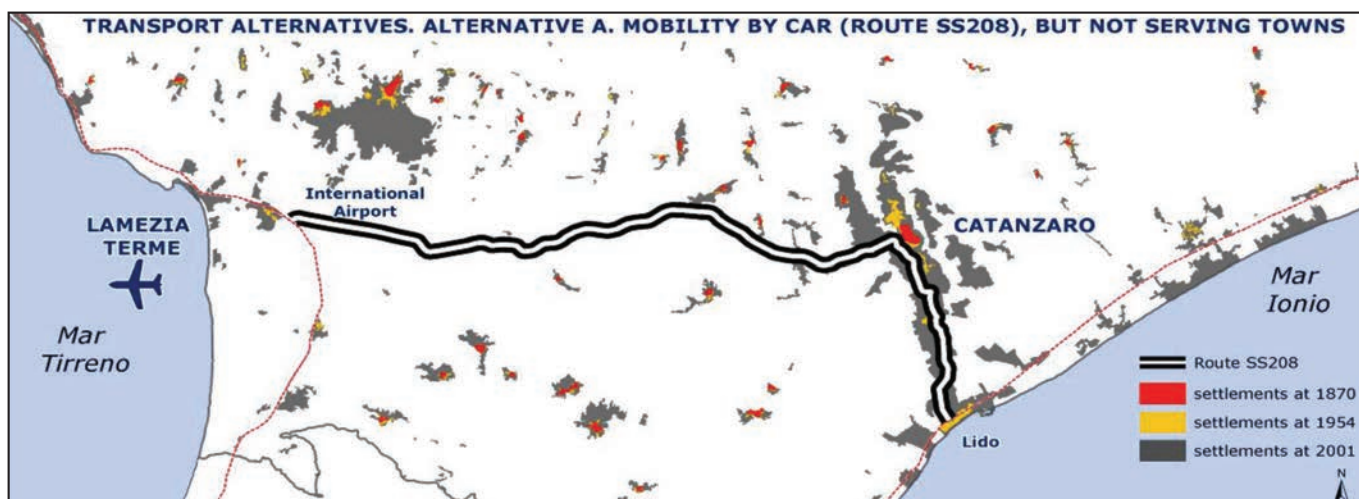 TRANSPORT ALTERNATIVES. ALTERNATIVE A. MOBILITY BY CAR (ROUTE SS208), BUT NOT SERVING TOWNS
International
Airport
LAMEZIA
TERME
CATANZARO
Mar
Tirreno
Mar
Ionio
Lido
Route SS208
settlements at 1870
settlements at 1954
settlements at 2001
N